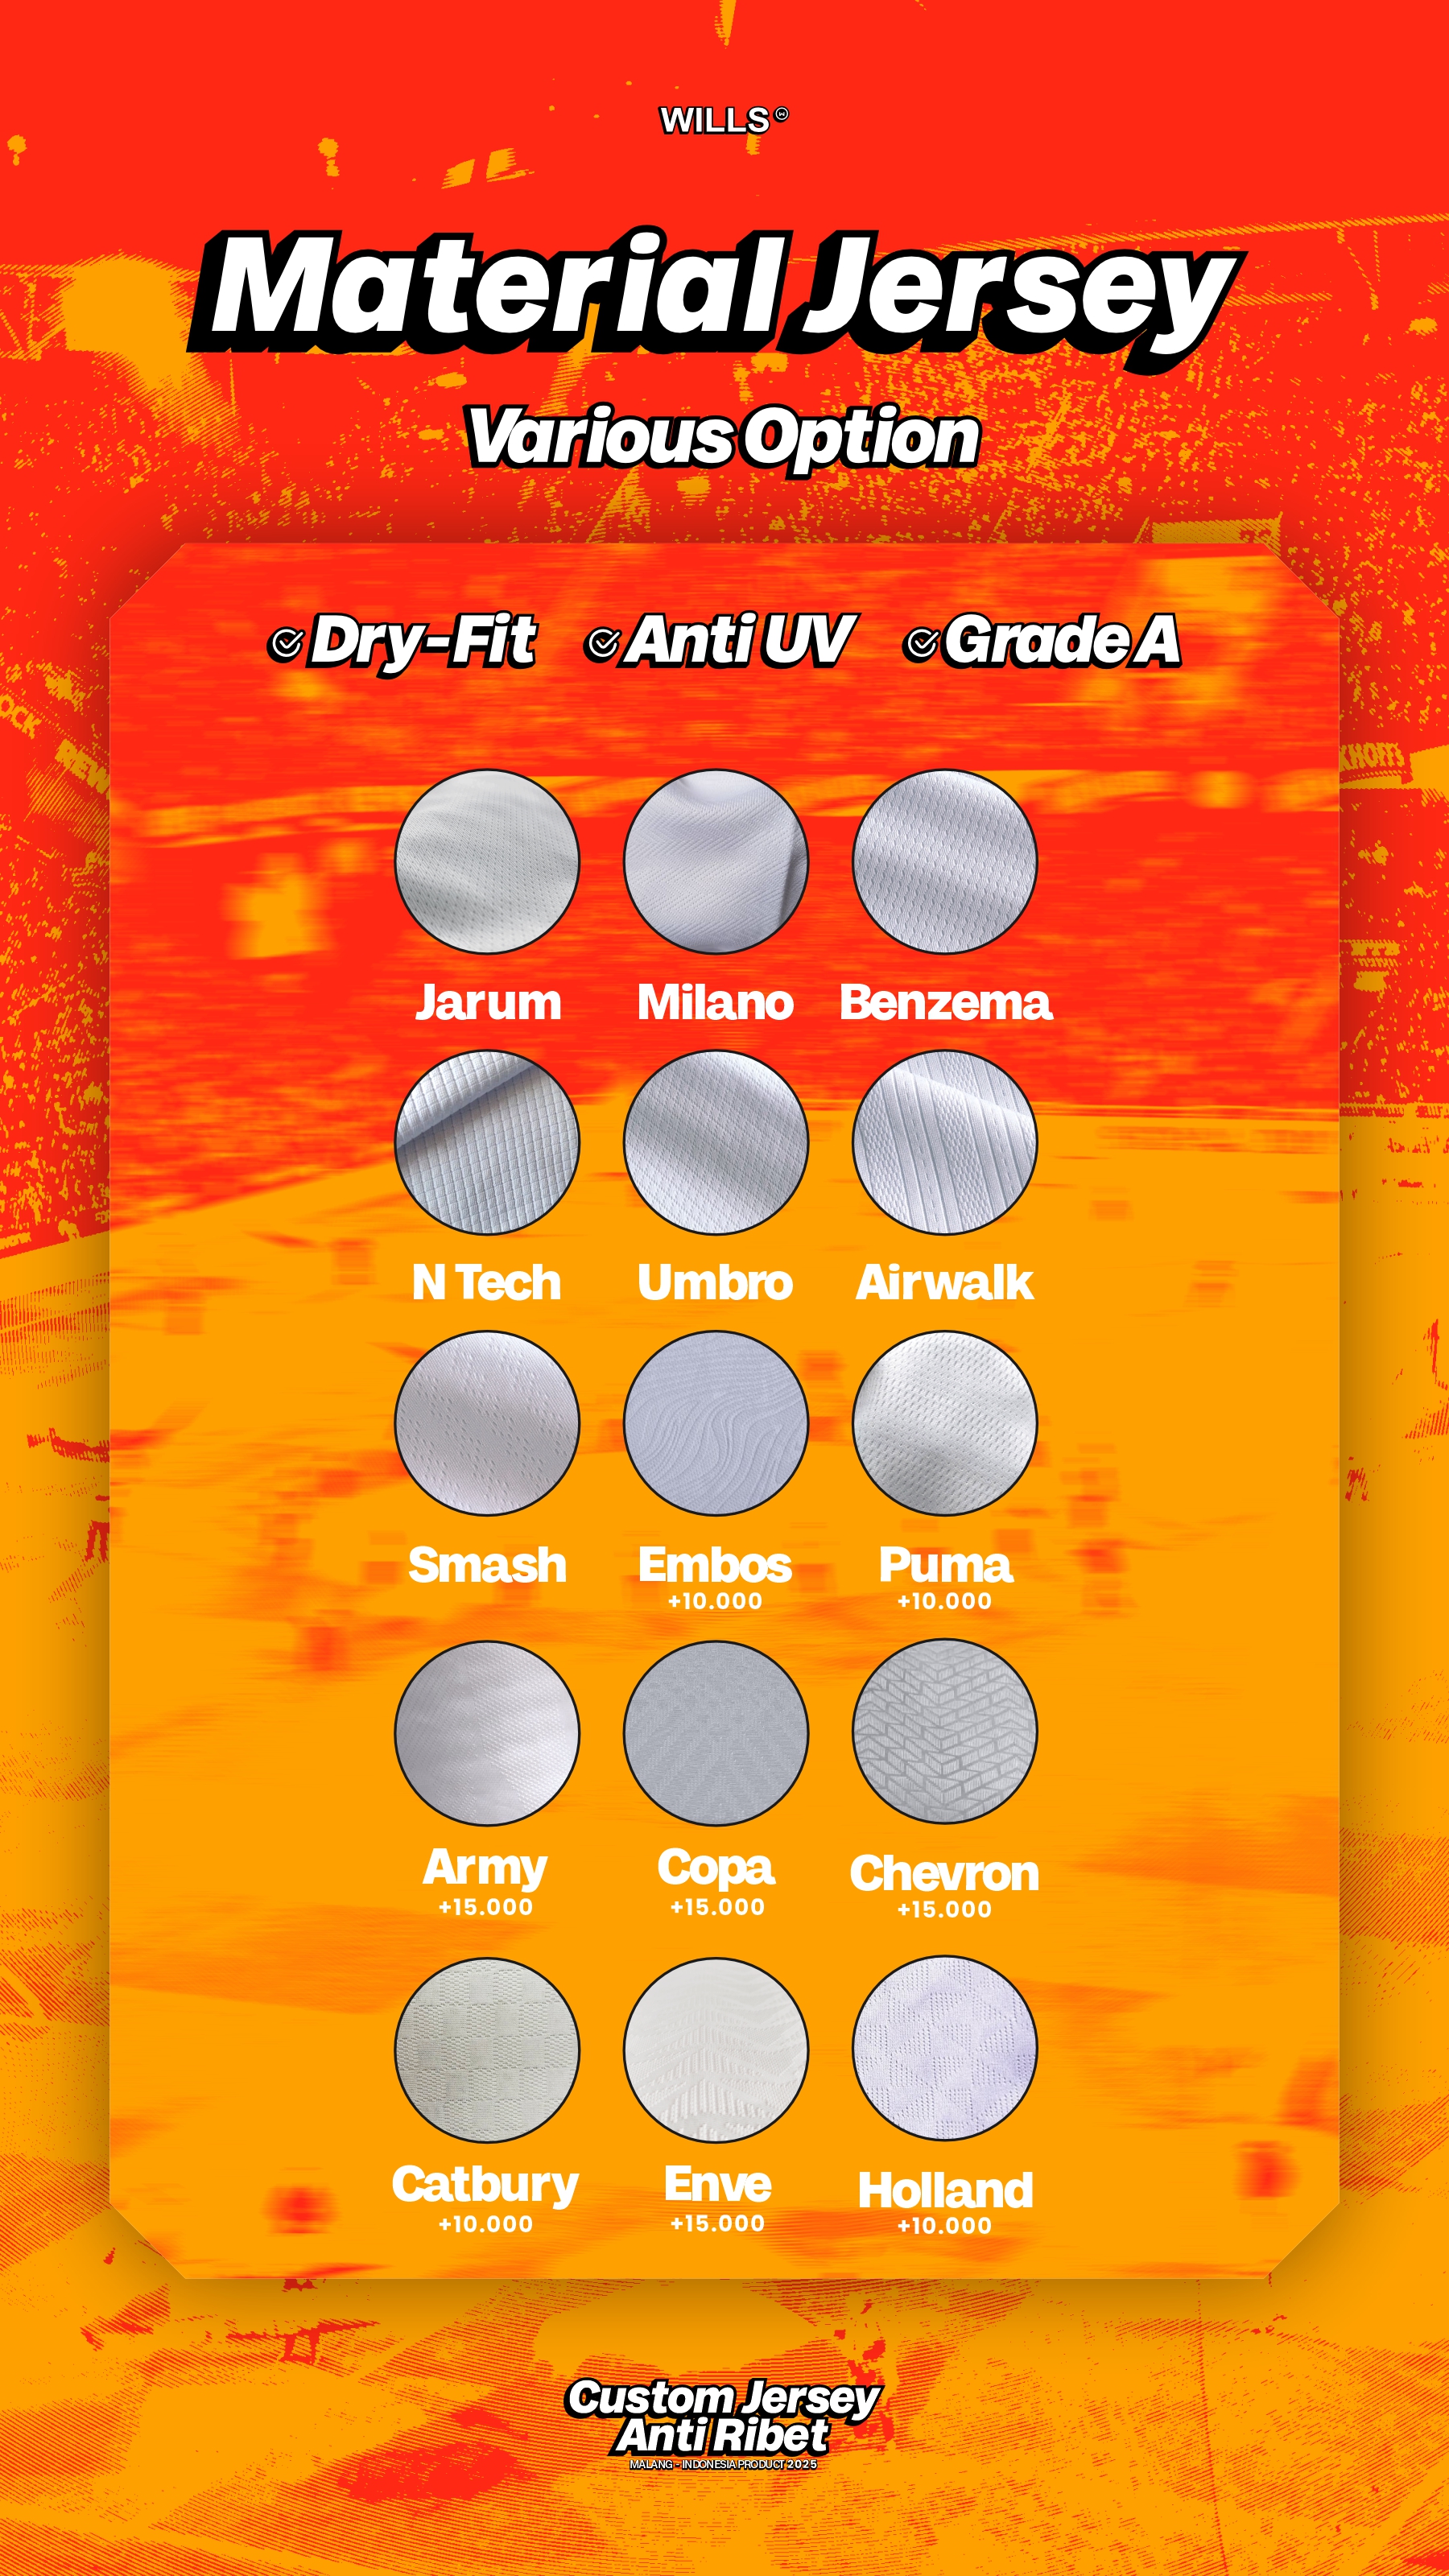 WILLS
Material Jersey
Various Option
Dry-Fit Anti UV Grade A
Jarum Milano Benzema
N Tech Umbro Airwalk
Smash Embos Puma
+10.000 +10.000
Army Copa Chevron
+15.000 +15.000 +15.000
Catbury Enve Holland
+10.000 +15.000 +10.000
Custom Jersey
Anti Ribet
MALANG - INDONESIA PRODUCT 2025